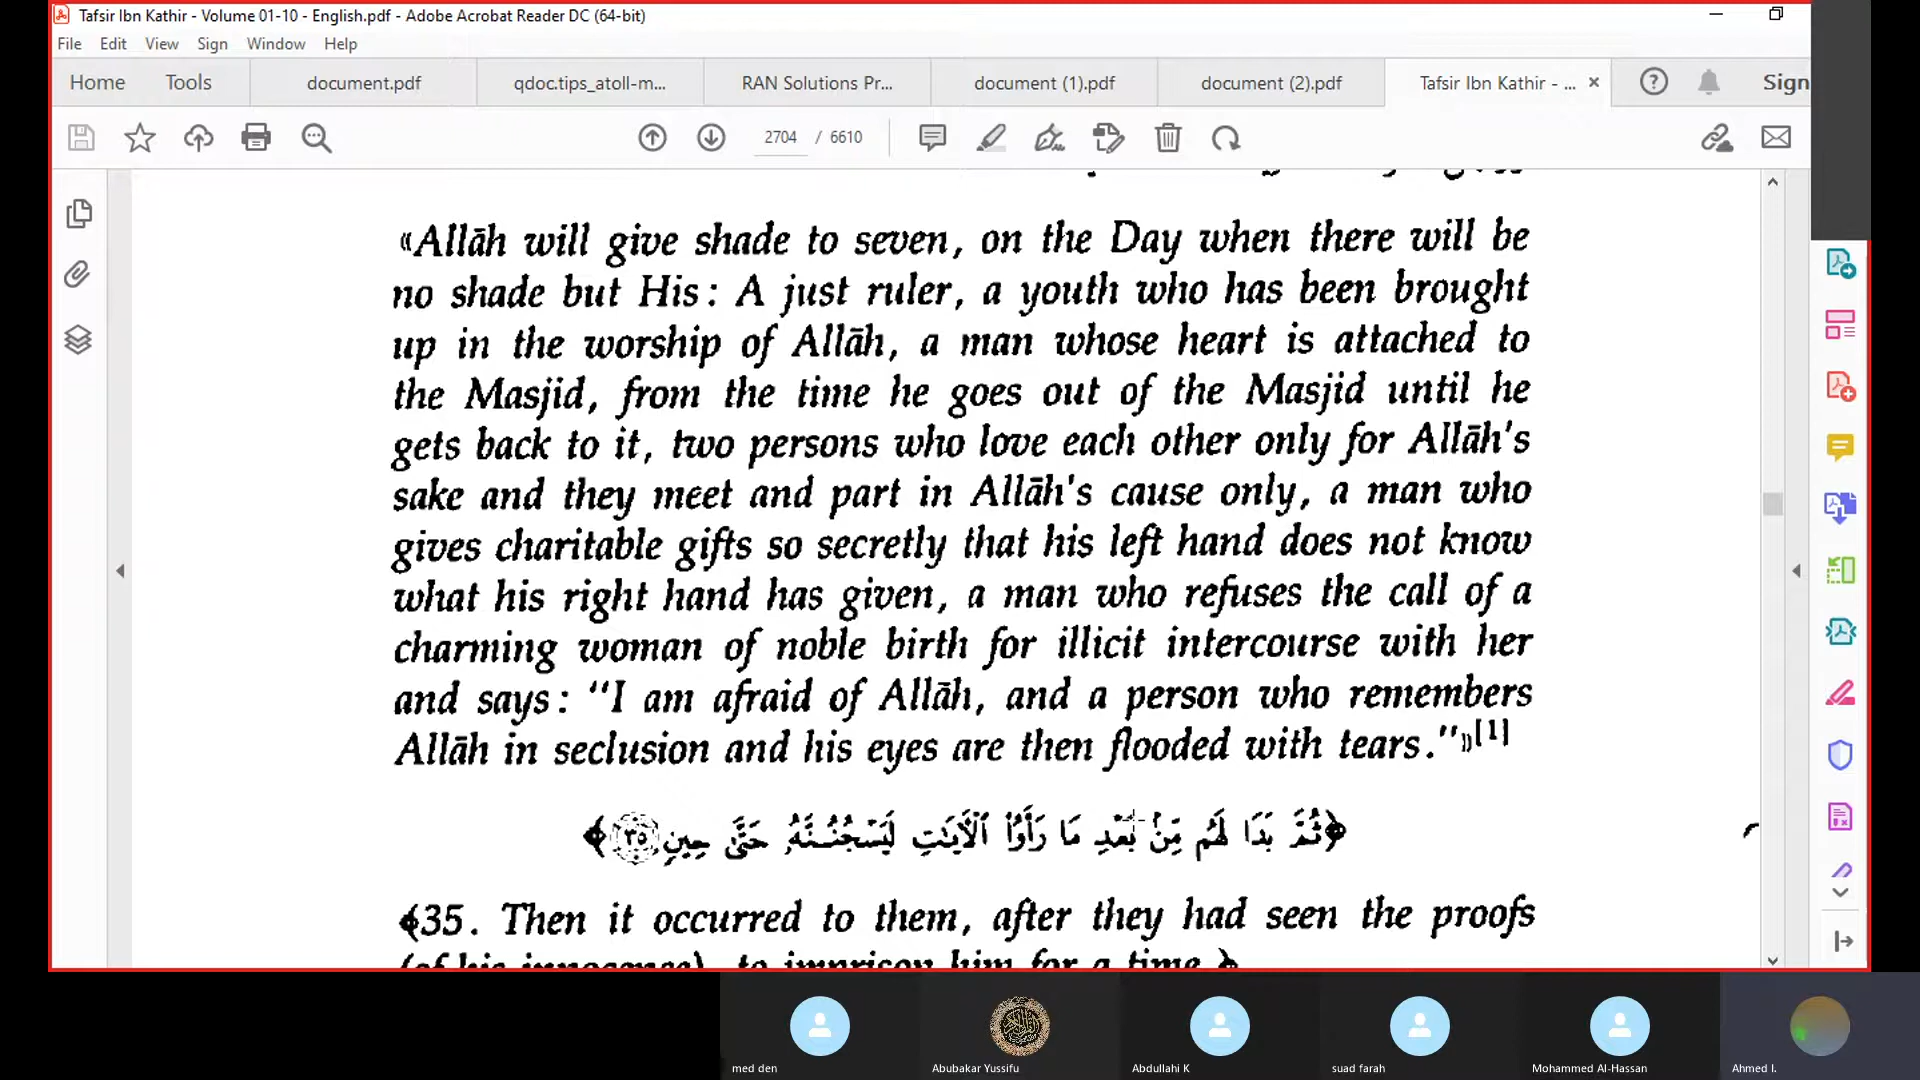 Tafsir Ibn Kathir - Volume 01-10 - English.pdf - Adobe Acrobat Reader DC (64-bit)
File Edit View Sign Window Help
Home Tools document.pdf qdoc.tips_atoll-m... RAN Solutions Pr... document (1).pdf document (2).pdf Tafsir Ibn Kathir - ... × Sign
2704 / 6610
«Allāh will give shade to seven, on the Day when there will be
no shade but His: A just ruler, a youth who has been brought
up in the worship of Allāh, a man whose heart is attached to
the Masjid, from the time he goes out of the Masjid until he
gets back to it, two persons who love each other only for Allāh's
sake and they meet and part in Allāh's cause only, a man who
gives charitable gifts so secretly that his left hand does not know
what his right hand has given, a man who refuses the call of a
charming woman of noble birth for illicit intercourse with her
and says: "I am afraid of Allāh, and a person who remembers
Allāh in seclusion and his eyes are then flooded with tears."»[1]
﴿ثُمَّ بَدَا لَهُم مِّنۢ بَعْدِ مَا رَأَوُا۟ ٱلْءَايَٰتِ لَيَسْجُنُنَّهُۥ حَتَّىٰ حِينٍ ٣٥﴾
﴾35. Then it occurred to them, after they had seen the proofs
(of his innocence), to imprison him for a time.﴿
med den Abubakar Yussifu Abdullahi K suad farah Mohammed Al-Hassan Ahmed I.